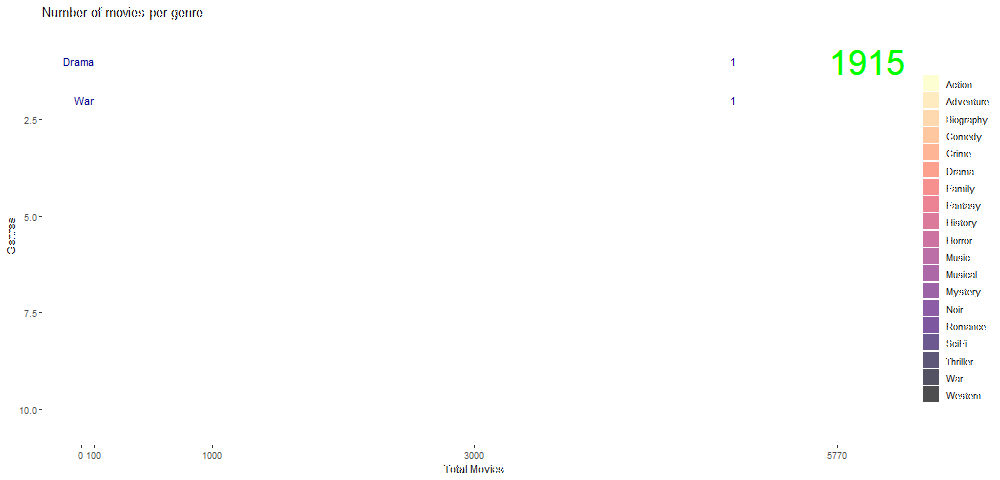 Number of movies per genre
Drama 1 1915
War 1
Action
Adventure
Biography
Comedy
Crime
Drama
Family
Fantasy
History
Horror
Music
Musical
Mystery
Noir
Romance
SciFi
Thriller
War
Western
2.5
5.0
Genres
7.5
10.0
0 100 1000 3000 5770
Total Movies